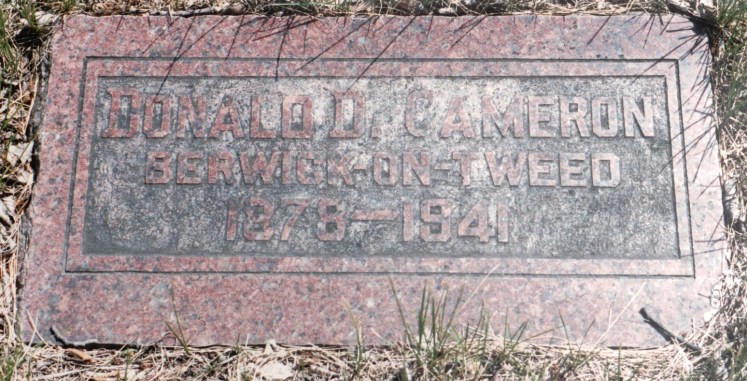 DONALD D. CAMERON
BERWICK-ON-TWEED
1878—1941